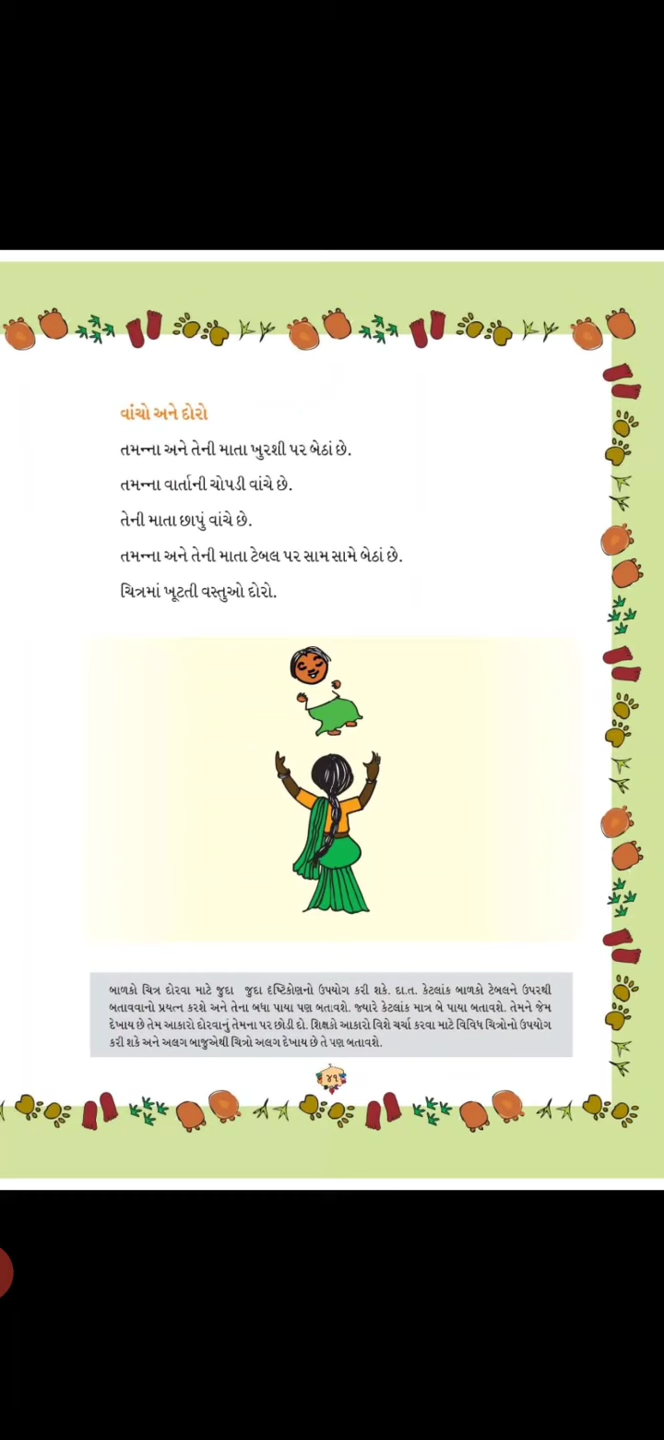 વાંચો અને દોરો
તમન્ના અને તેની માતા ખુરશી પર બેઠાં છે.
તમન્ના વાર્તાની ચોપડી વાંચે છે.
તેની માતા છાપું વાંચે છે.
તમન્ના અને તેની માતા ટેબલ પર સામ સામે બેઠાં છે.
ચિત્રમાં ખૂટતી વસ્તુઓ દોરો.
બાળકો ચિત્ર દોરવા માટે જુદા જુદા દૃષ્ટિકોણનો ઉપયોગ કરી શકે. દા.ત. કેટલાંક બાળકો ટેબલને ઉપરથી
બતાવવાનો પ્રયત્ન કરશે અને તેના બધા પાયા પણ બતાવશે. જ્યારે કેટલાંક માત્ર બે પાયા બતાવશે. તેમને જેમ
દેખાય છે તેમ આકારો દોરવાનું તેમના પર છોડી દો. શિક્ષકો આકારો વિશે ચર્ચા કરવા માટે વિવિધ ચિત્રોનો ઉપયોગ
કરી શકે અને અલગ બાજુએથી ચિત્રો અલગ દેખાય છે તે પણ બતાવશે.
૪૧